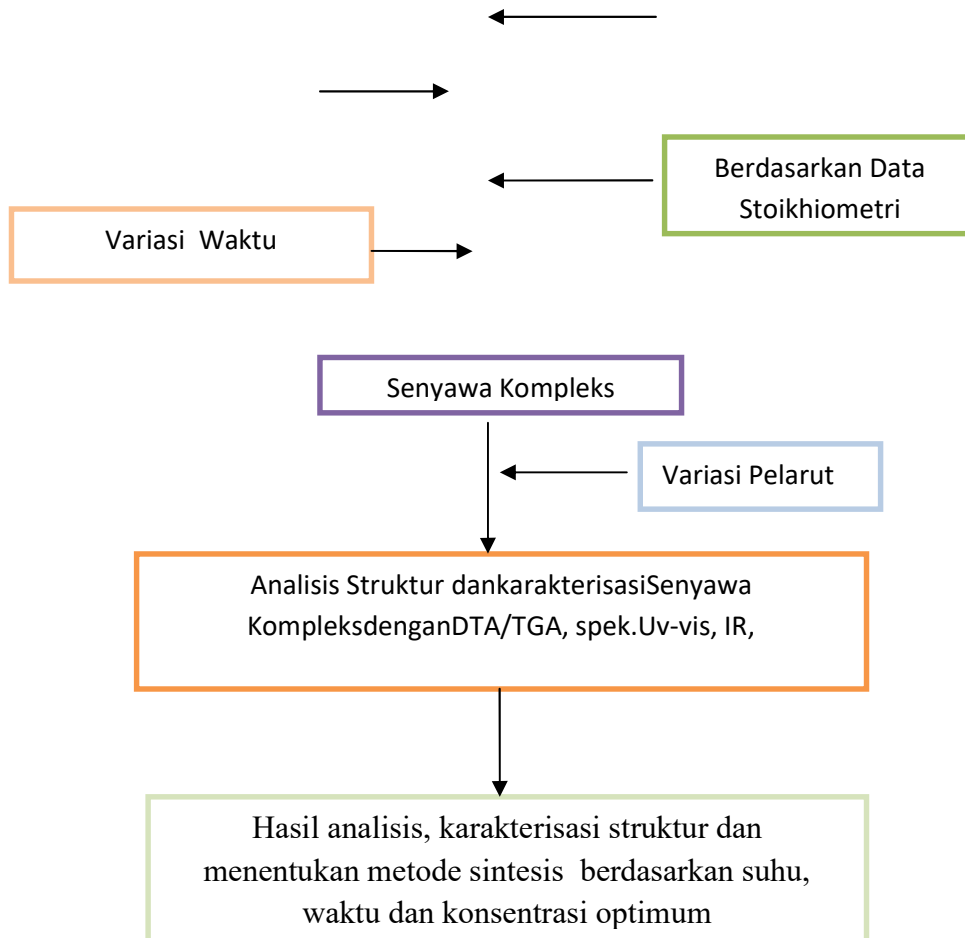 Berdasarkan Data
Stoikhiometri
Variasi  Waktu
Senyawa Kompleks
Variasi Pelarut
Analisis Struktur dankarakterisasiSenyawa
KompleksdenganDTA/TGA, spek.Uv-vis, IR,
Hasil analisis, karakterisasi struktur dan
menentukan metode sintesis  berdasarkan suhu,
waktu dan konsentrasi optimum